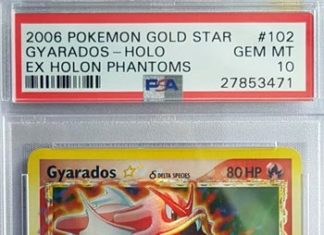 2006 POKEMON GOLD STAR #102
GYARADOS-HOLO GEM MT
EX HOLON PHANTOMS 10
PSA 27853471
Gyarados δ DELTA SPECIES 80 HP